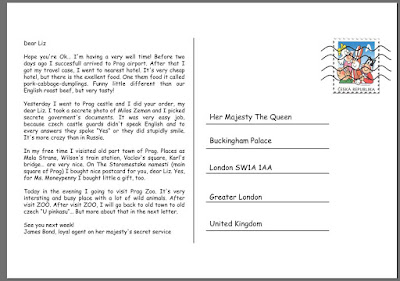 Dear Liz
Hope you're Ok.. I'm having a very well time! Before two
days ago I succesfull arrived to Prag airport. After that I
got my travel case, I went to nearest hotel. It's very cheap
hotel, but there is the exellent food. One them food it called
pork-cabbage-dumplings. Funny little different than our
English roast beef, but very tasty!
Yesterday I went to Prag castle and I did your order, my
dear Liz. I took a secrete photo of Miles Zeman and I picked
secrete goverment's documents. It was very easy job,
because czech castle guards didn't speak English and to
every answers they spoke "Yes" or they did stupidly smile.
It's more crazy than in Russia.
In my free time I visisted old part town of Prag. Places as
Mala Strana, Wilson's train station, Vaclav's square, Karl's
bridge.. are very nice. On The Staromestske namesti (main
square of Prag) I bought nice postcard for you, dear Liz. Yes,
for Ms. Moneypenny I bought little a gift, too.
Today in the evening I going to visit Prag Zoo. It's very
intersting and busy place with a lot of wild animals. After
visit ZOO. After visit ZOO, I will go back to old town to old
czech "U pinkasu"... But more about that in the next letter.
See you next week!
James Bond, loyal agent on her majesty's secret service
ČESKÁ REPUBLIKA
Her Majesty The Queen
Buckingham Palace
London SW1A 1AA
Greater London
United Kingdom